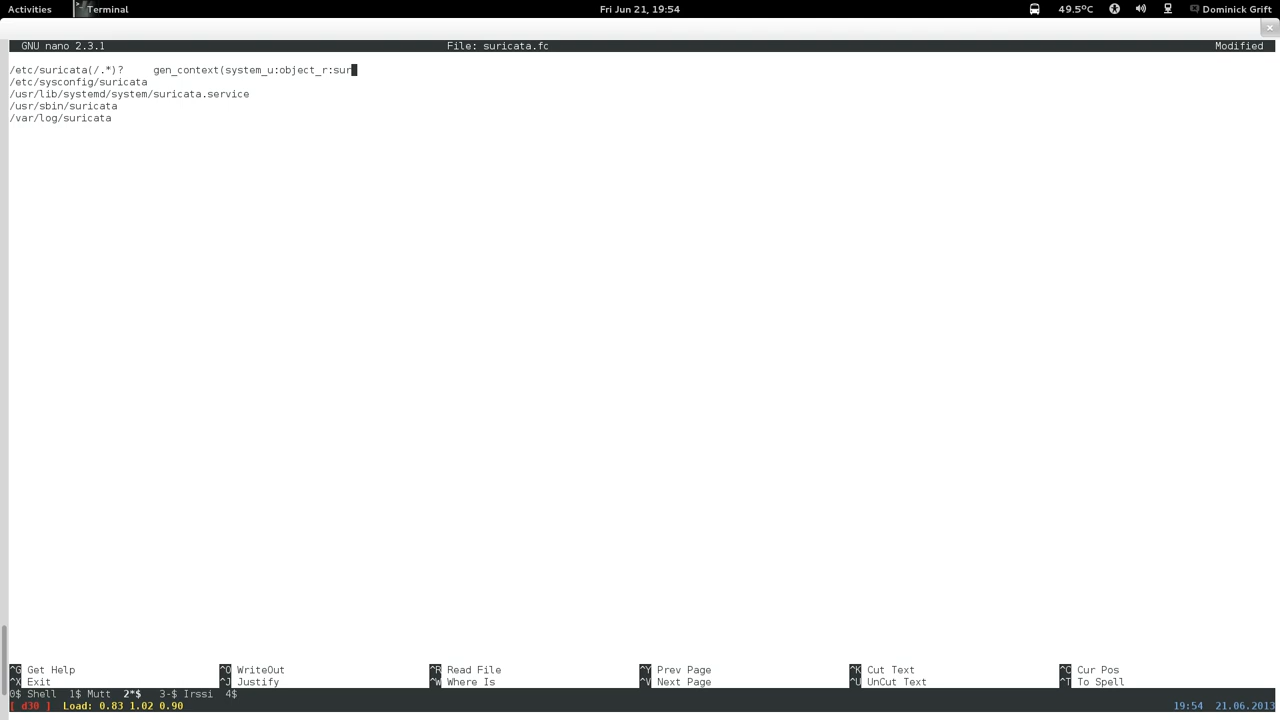 Activities Terminal Fri Jun 21, 19:54 49.5°C Dominick Grift
GNU nano 2.3.1 File: suricata.fc Modified
/etc/suricata(/.*)? gen_context(system_u:object_r:sur
/etc/sysconfig/suricata
/usr/lib/systemd/system/suricata.service
/usr/sbin/suricata
/var/log/suricata
^G Get Help ^O WriteOut ^R Read File ^Y Prev Page ^K Cut Text ^C Cur Pos
^X Exit ^J Justify ^W Where Is ^V Next Page ^U UnCut Text ^T To Spell
0$ Shell 1$ Mutt 2*$ 3-$ Irssi 4$
[ d30 ] Load: 0.83 1.02 0.90 19:54 21.06.2013